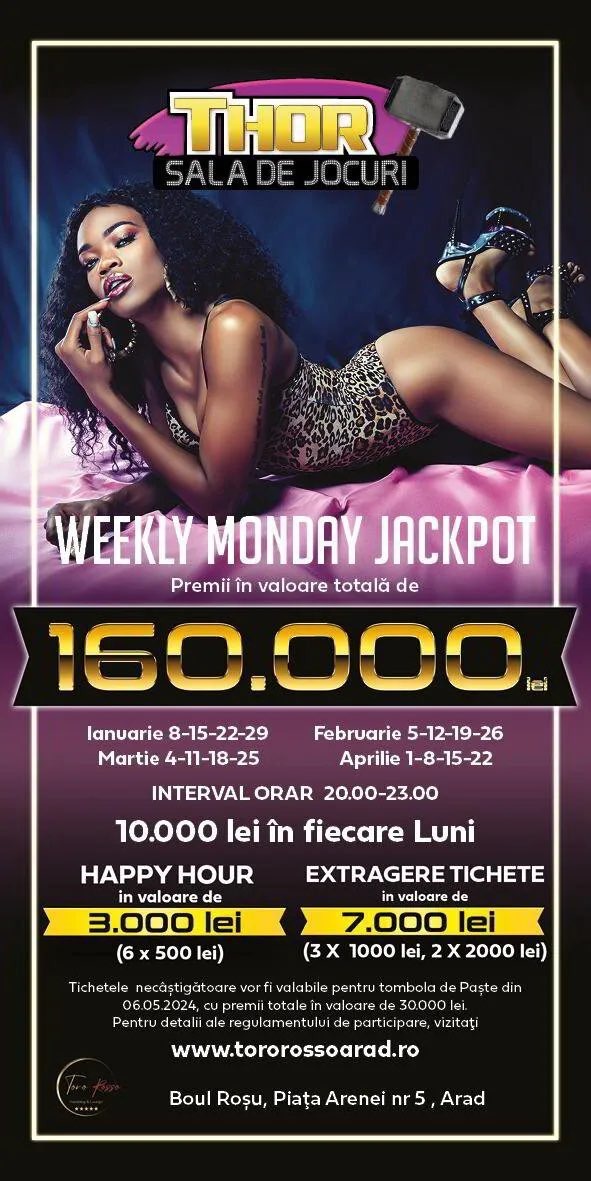 THOR
SALA DE JOCURI
WEEKLY MONDAY JACKPOT
Premii în valoare totală de
160.000 lei
Ianuarie 8-15-22-29 Februarie 5-12-19-26
Martie 4-11-18-25 Aprilie 1-8-15-22
INTERVAL ORAR 20.00-23.00
10.000 lei în fiecare Luni
HAPPY HOUR
în valoare de
3.000 lei
(6 x 500 lei)
EXTRAGERE TICHETE
în valoare de
7.000 lei
(3 X 1000 lei, 2 X 2000 lei)
Tichetele necâștigătoare vor fi valabile pentru tombola de Paște din
06.05.2024, cu premii totale în valoare de 30.000 lei.
Pentru detalii ale regulamentului de participare, vizitați
www.tororossoarad.ro
Toro Rosso
Boul Roșu, Piața Arenei nr 5 , Arad